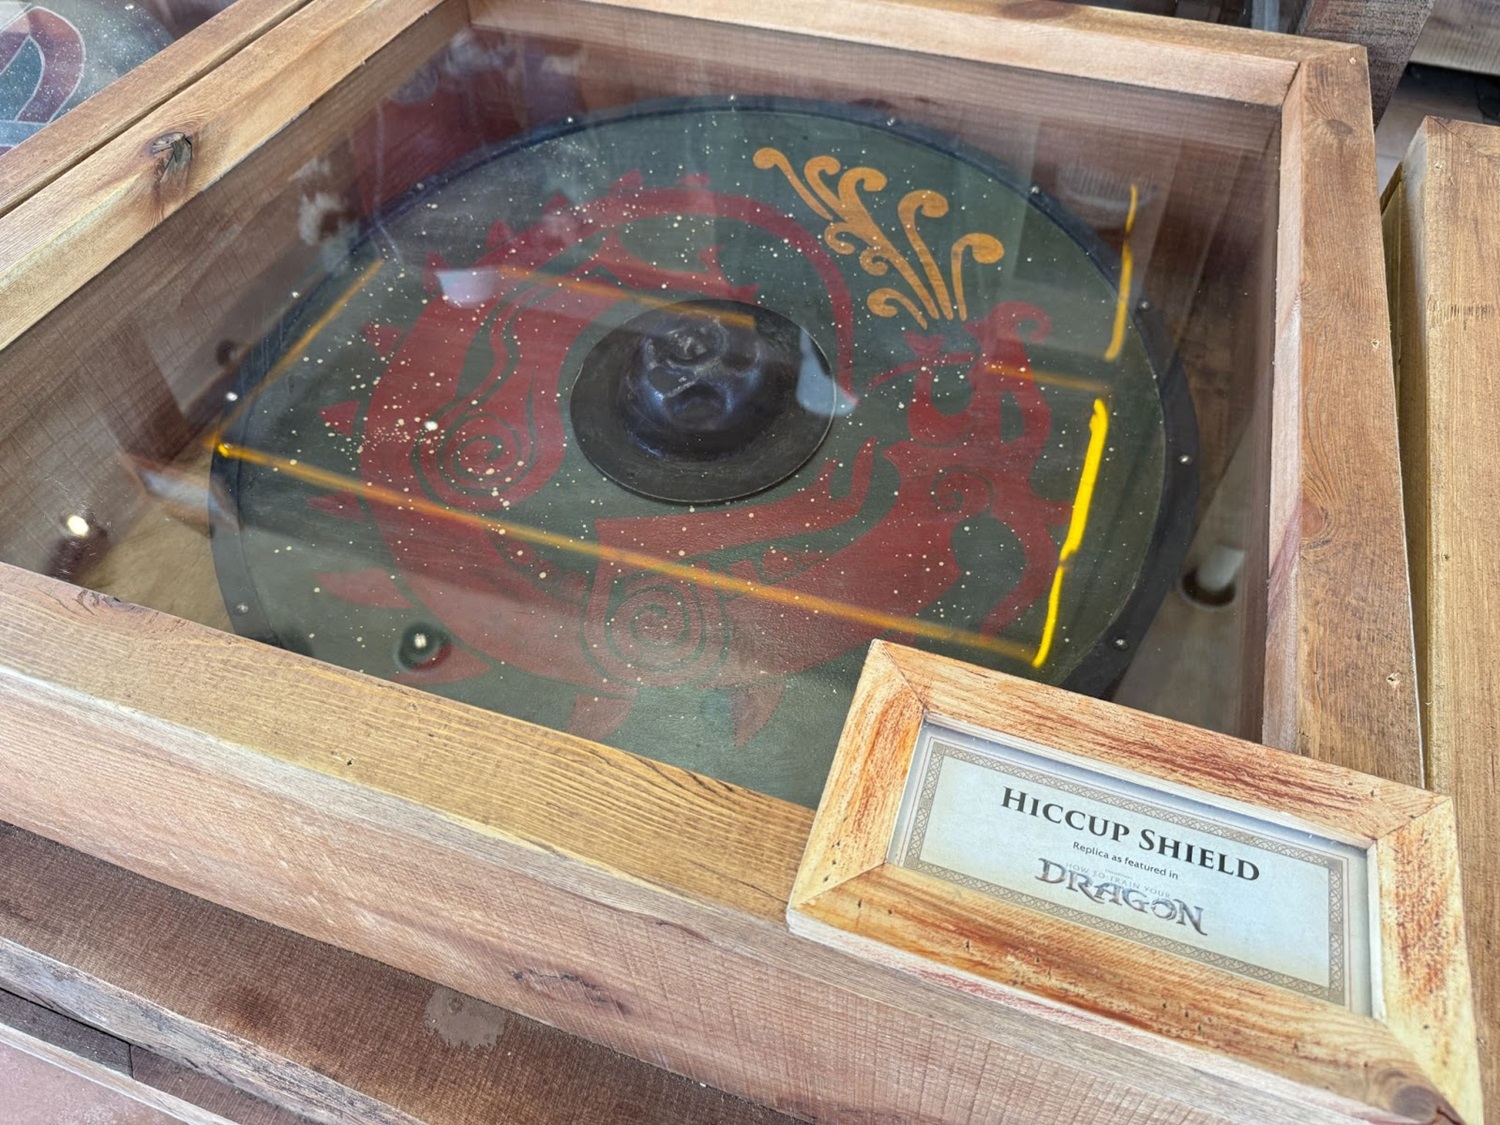 HICCUP SHIELD
Replica as featured in
HOW TO TRAIN YOUR
DRAGON